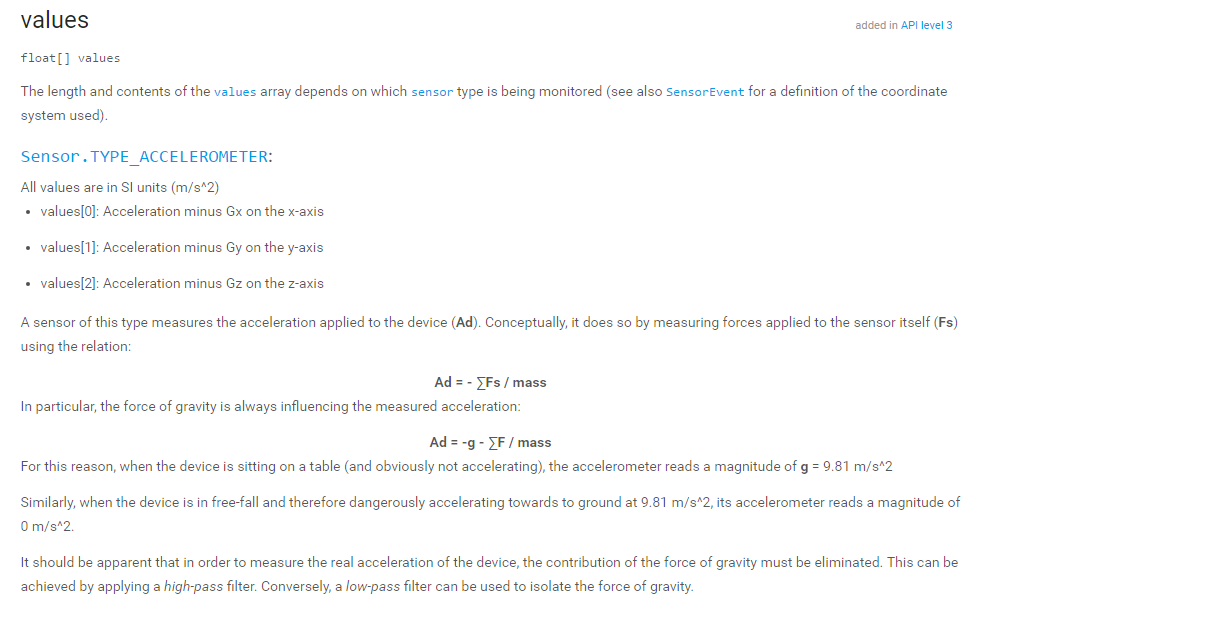 values
added in API level 3
float[] values
The length and contents of the values array depends on which sensor type is being monitored (see also SensorEvent for a definition of the coordinate
system used).
Sensor.TYPE_ACCELEROMETER:
All values are in SI units (m/s^2)
• values[0]: Acceleration minus Gx on the x-axis
• values[1]: Acceleration minus Gy on the y-axis
• values[2]: Acceleration minus Gz on the z-axis
A sensor of this type measures the acceleration applied to the device (Ad). Conceptually, it does so by measuring forces applied to the sensor itself (Fs)
using the relation:
Ad = - ∑Fs / mass
In particular, the force of gravity is always influencing the measured acceleration:
Ad = -g - ∑F / mass
For this reason, when the device is sitting on a table (and obviously not accelerating), the accelerometer reads a magnitude of g = 9.81 m/s^2
Similarly, when the device is in free-fall and therefore dangerously accelerating towards to ground at 9.81 m/s^2, its accelerometer reads a magnitude of
0 m/s^2.
It should be apparent that in order to measure the real acceleration of the device, the contribution of the force of gravity must be eliminated. This can be
achieved by applying a high-pass filter. Conversely, a low-pass filter can be used to isolate the force of gravity.